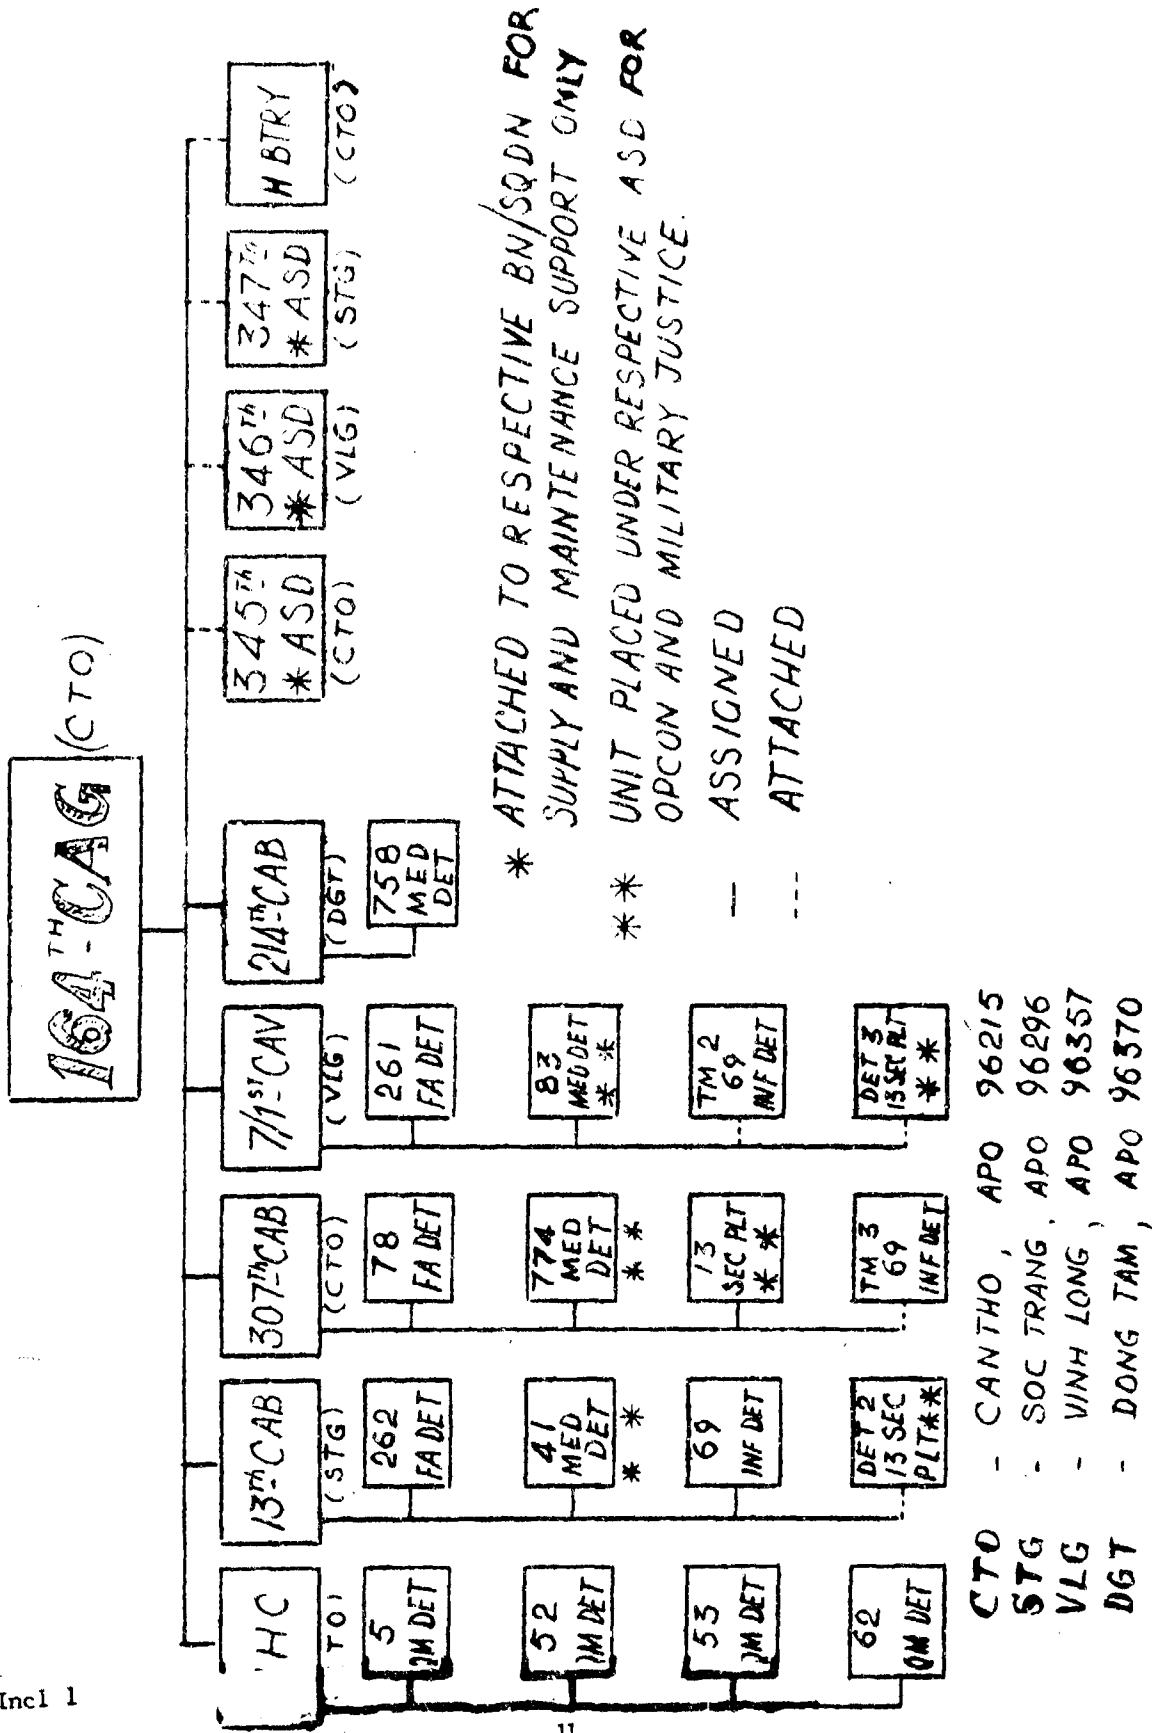 164TH-CAG (CTO)
'HC
TO)
5
QM DET
52
QM DET
53
QM DET
62
QM DET
13TH-CAB
(STG)
262
FA DET
41
MED
DET
* *
69
INF DET
DET 2
13 SEC
PLT**
307TH-CAB
(CTO)
78
FA DET
774
MED
DET
* *
13
SEC PLT
* *
TM 3
69
INF DET
7/1ST-CAV
(VLG)
261
FA DET
83
MED DET
* *
TM 2
69
INF DET
DET 3
13 SEC PLT
* *
214TH-CAB
(DGT)
758
MED
DET
345TH-
* ASD
(CTO)
346TH-
* ASD
(VLG)
347TH-
* ASD
(STG)
H BTRY
(CTO)
* ATTACHED TO RESPECTIVE BN/SQDN FOR
SUPPLY AND MAINTENANCE SUPPORT ONLY
** UNIT PLACED UNDER RESPECTIVE ASD FOR
OPCON AND MILITARY JUSTICE.
— ASSIGNED
--- ATTACHED
CTO - CANTHO, APO 96215
STG - SOC TRANG, APO 96296
VLG - VINH LONG, APO 96357
DGT - DONG TAM, APO 96370
Incl 1
11